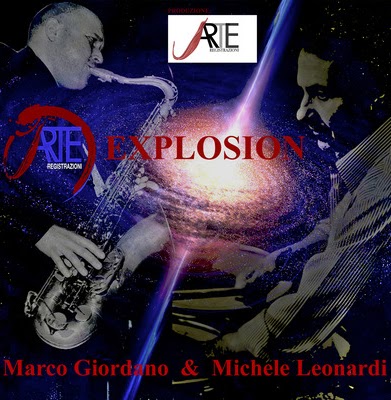 PRODUZIONE:
ARTE
REGISTRAZIONI
ARTE
REGISTRAZIONI
EXPLOSION
Marco Giordano & Michele Leonardi